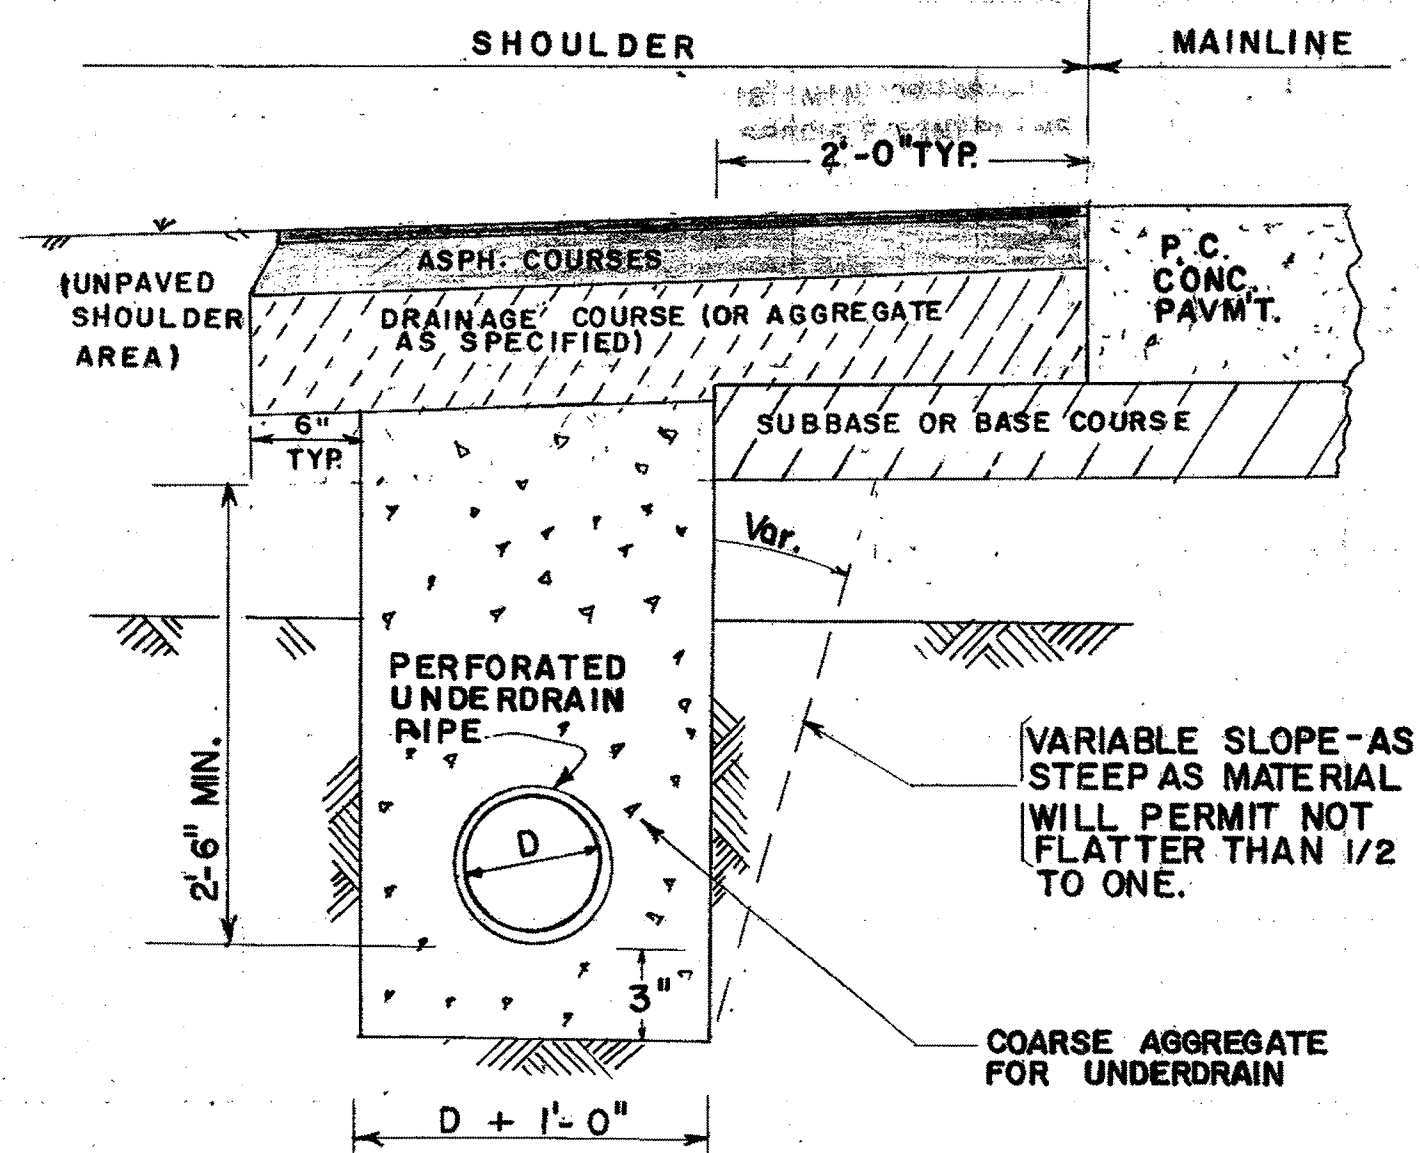 SHOULDER
MAINLINE
2'-0" TYP.
ASPH. COURSES
P.C.
CONC.
PAVM'T.
(UNPAVED
SHOULDER
AREA)
DRAINAGE COURSE (OR AGGREGATE
AS SPECIFIED)
6"
TYP.
SUBBASE OR BASE COURSE
Var.
PERFORATED
UNDERDRAIN
PIPE
2'-6" MIN.
D
VARIABLE SLOPE-AS
STEEP AS MATERIAL
WILL PERMIT NOT
FLATTER THAN 1/2
TO ONE.
3"
COARSE AGGREGATE
FOR UNDERDRAIN
D + 1'-0"